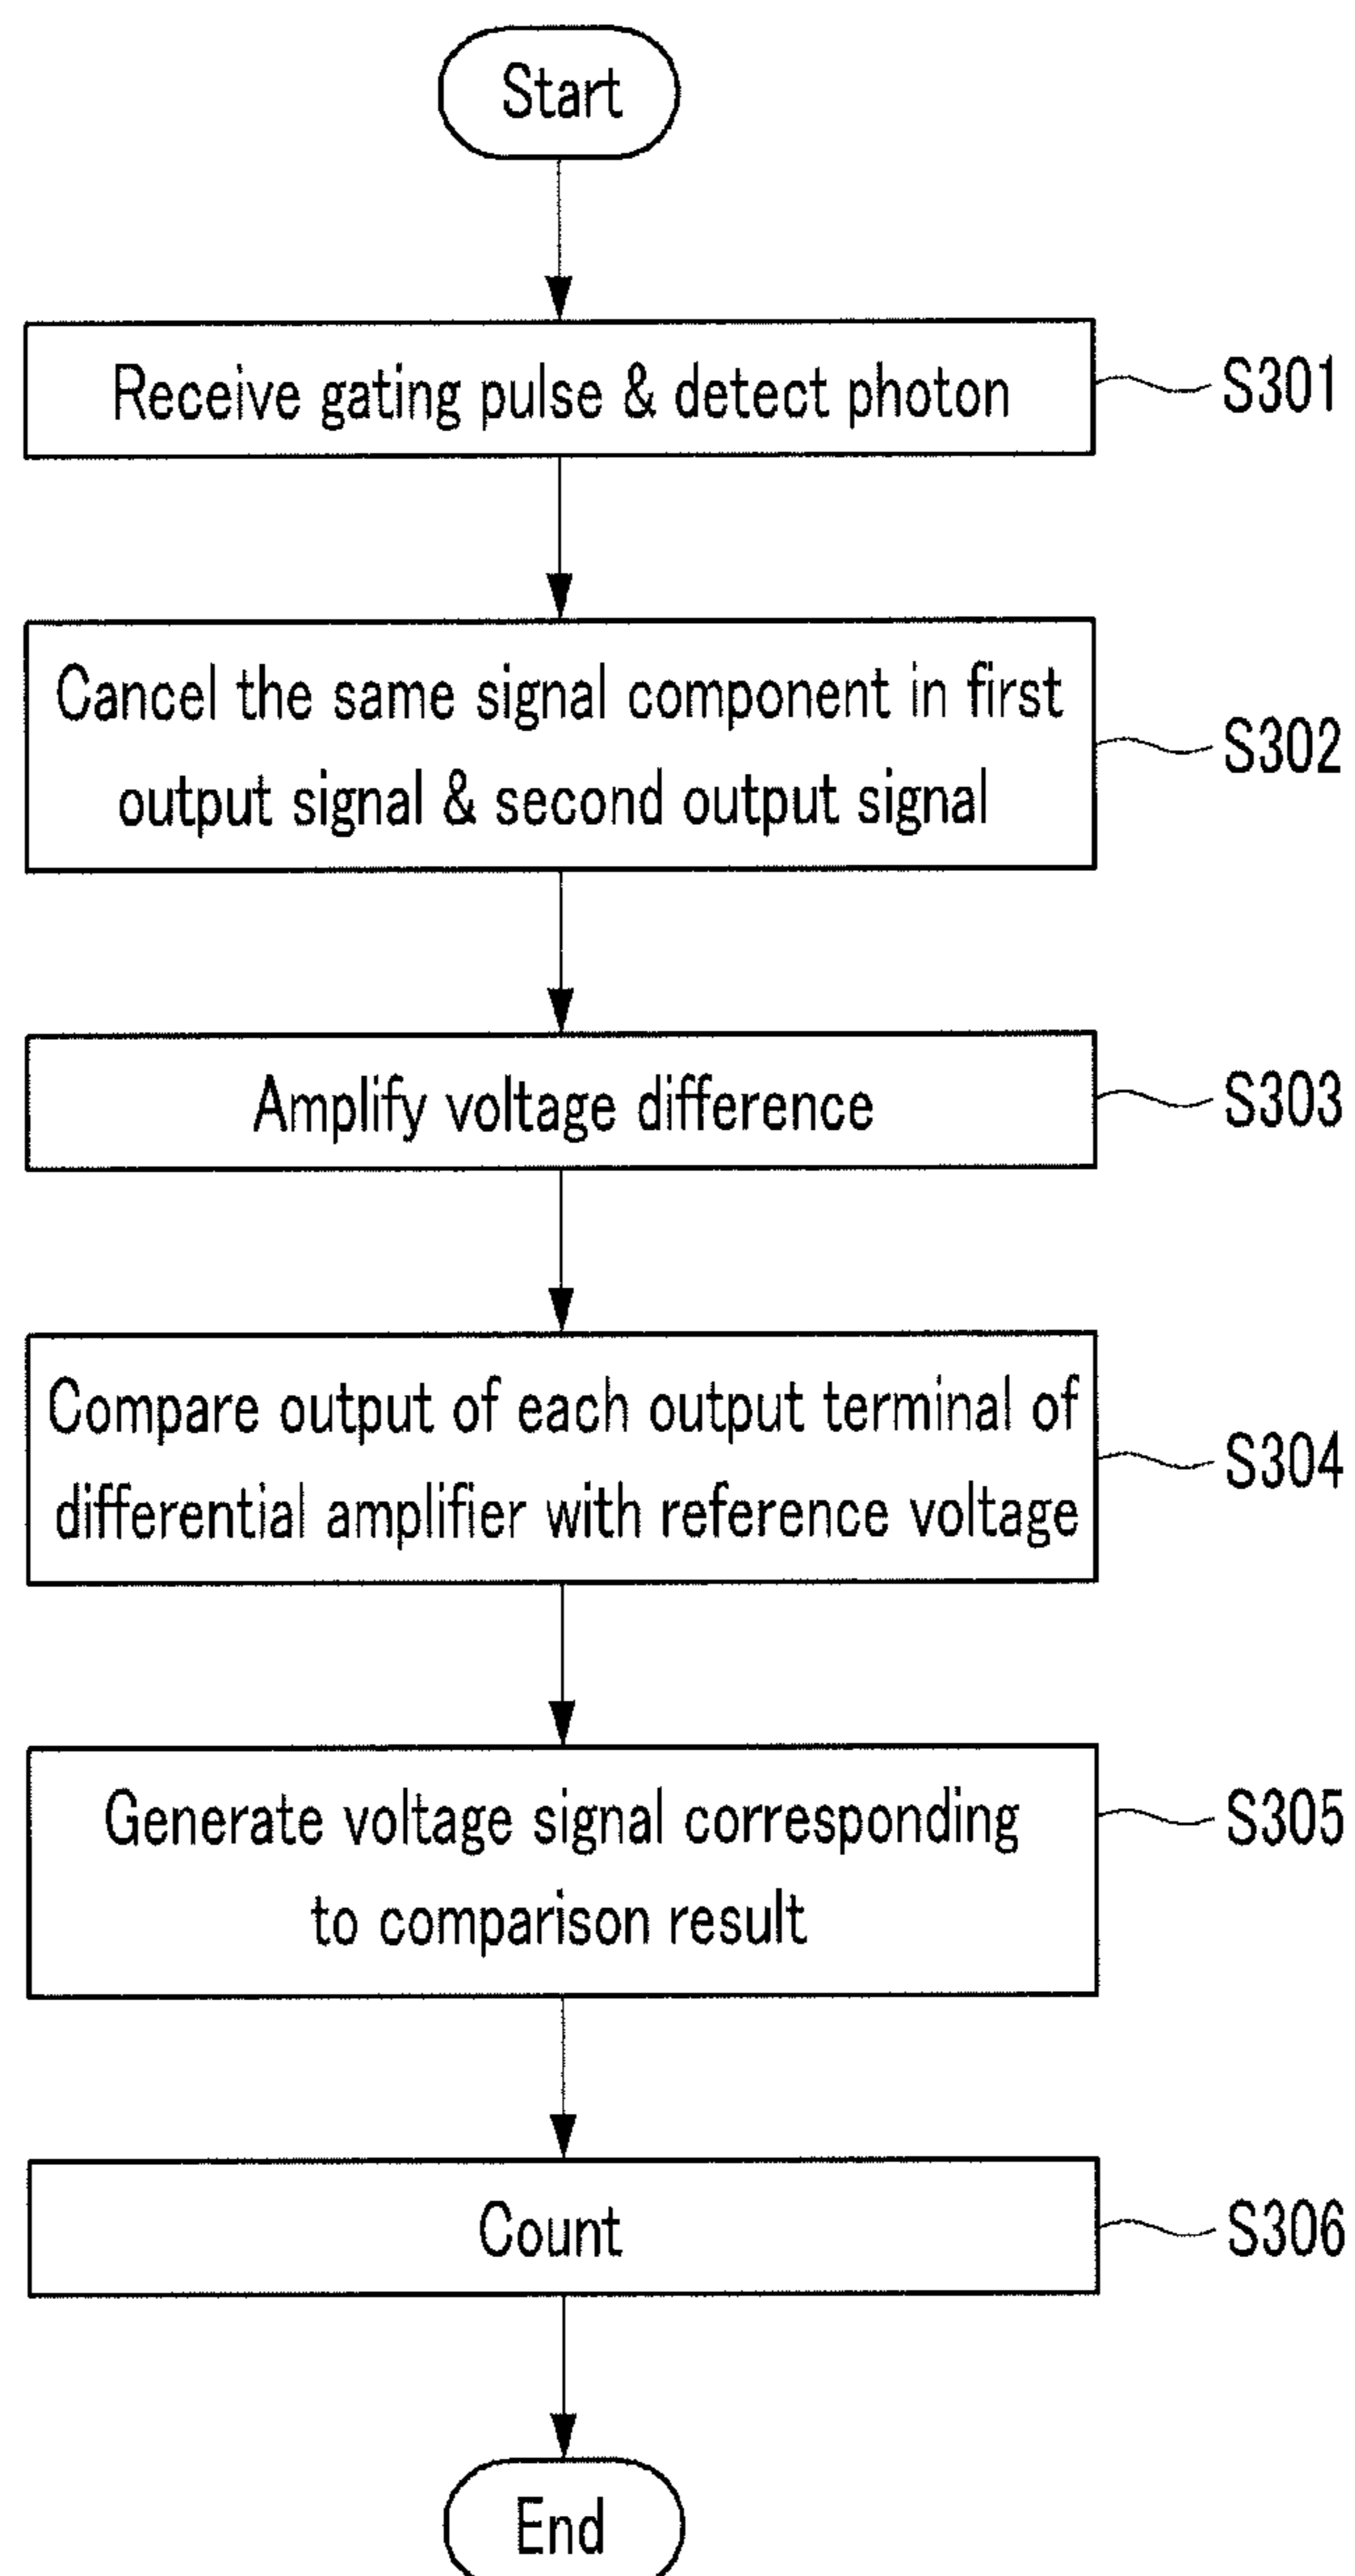 Start
Receive gating pulse & detect photon
S301
Cancel the same signal component in first
output signal & second output signal
S302
Amplify voltage difference
S303
Compare output of each output terminal of
differential amplifier with reference voltage
S304
Generate voltage signal corresponding
to comparison result
S305
Count
S306
End